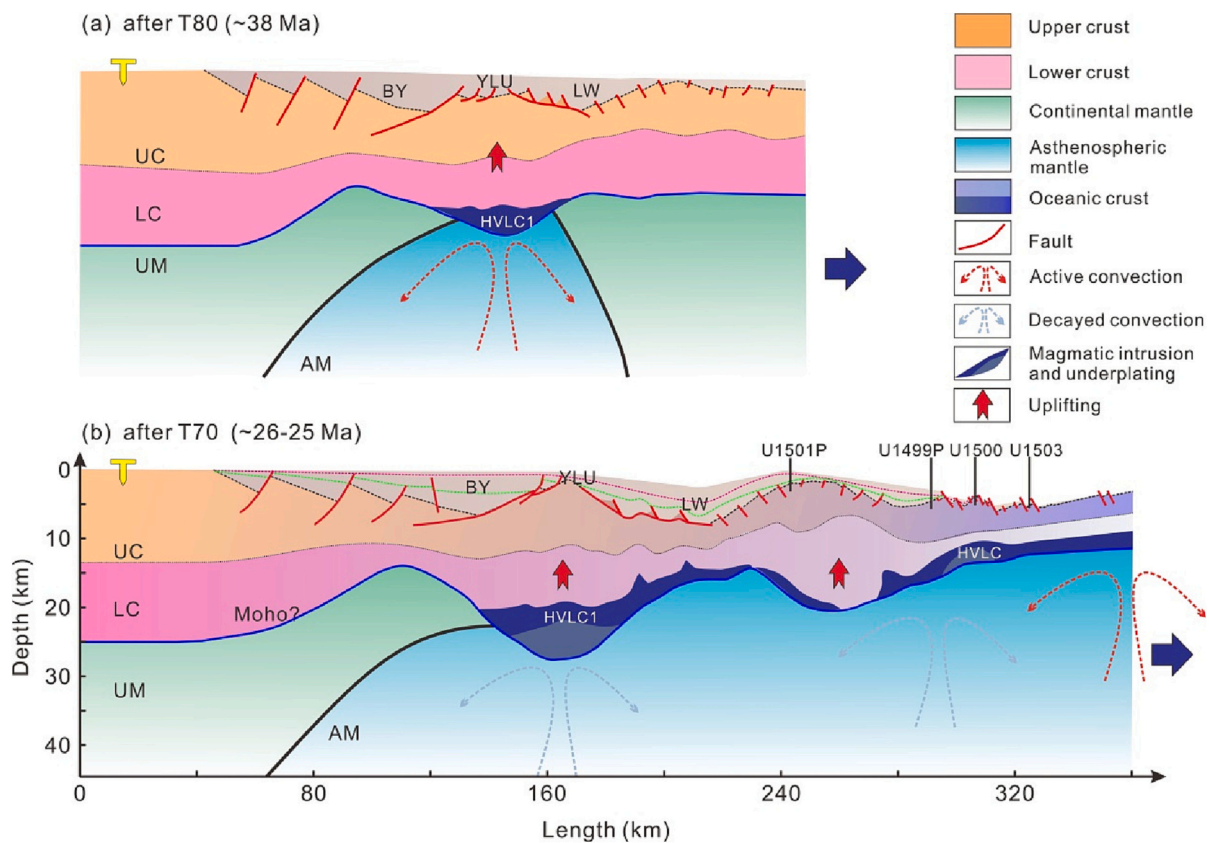 (a) after T80 (~38 Ma)
BY
YLU
LW
UC
LC
HVLC1
UM
AM
Upper crust
Lower crust
Continental mantle
Asthenospheric
mantle
Oceanic crust
Fault
Active convection
Decayed convection
Magmatic intrusion
and underplating
Uplifting
(b) after T70 (~26-25 Ma)
U1501P
U1499P
U1500
U1503
BY
YLU
LW
UC
HVLC
LC
Moho?
HVLC1
UM
AM
0
10
20
30
40
Depth (km)
0
80
160
240
320
Length (km)